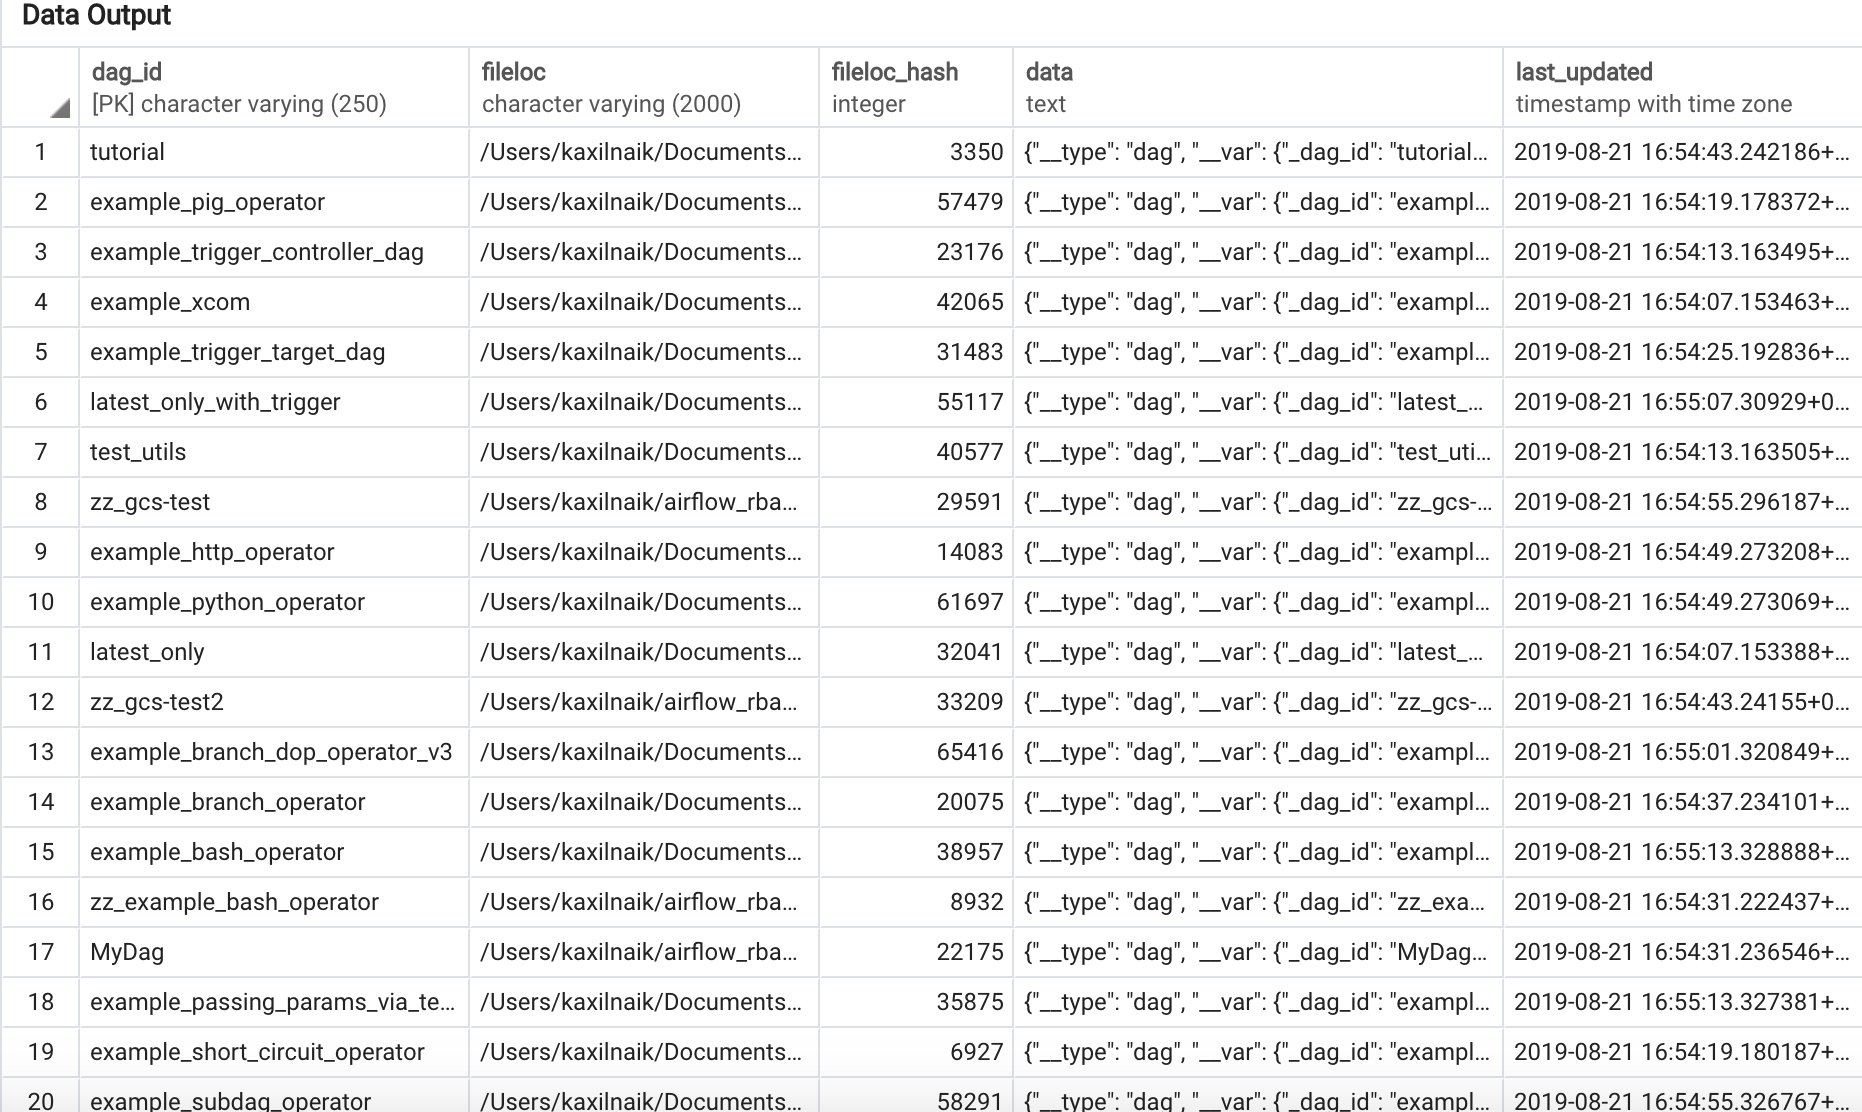 Data Output
dag_id fileloc fileloc_hash data last_updated
[PK] character varying (250) character varying (2000) integer text timestamp with time zone
1 tutorial /Users/kaxilnaik/Documents... 3350 {"__type": "dag", "__var": {"_dag_id": "tutorial... 2019-08-21 16:54:43.242186+...
2 example_pig_operator /Users/kaxilnaik/Documents... 57479 {"__type": "dag", "__var": {"_dag_id": "exampl... 2019-08-21 16:54:19.178372+...
3 example_trigger_controller_dag /Users/kaxilnaik/Documents... 23176 {"__type": "dag", "__var": {"_dag_id": "exampl... 2019-08-21 16:54:13.163495+...
4 example_xcom /Users/kaxilnaik/Documents... 42065 {"__type": "dag", "__var": {"_dag_id": "exampl... 2019-08-21 16:54:07.153463+...
5 example_trigger_target_dag /Users/kaxilnaik/Documents... 31483 {"__type": "dag", "__var": {"_dag_id": "exampl... 2019-08-21 16:54:25.192836+...
6 latest_only_with_trigger /Users/kaxilnaik/Documents... 55117 {"__type": "dag", "__var": {"_dag_id": "latest_... 2019-08-21 16:55:07.30929+0...
7 test_utils /Users/kaxilnaik/Documents... 40577 {"__type": "dag", "__var": {"_dag_id": "test_uti... 2019-08-21 16:54:13.163505+...
8 zz_gcs-test /Users/kaxilnaik/airflow_rba... 29591 {"__type": "dag", "__var": {"_dag_id": "zz_gcs-... 2019-08-21 16:54:55.296187+...
9 example_http_operator /Users/kaxilnaik/Documents... 14083 {"__type": "dag", "__var": {"_dag_id": "exampl... 2019-08-21 16:54:49.273208+...
10 example_python_operator /Users/kaxilnaik/Documents... 61697 {"__type": "dag", "__var": {"_dag_id": "exampl... 2019-08-21 16:54:49.273069+...
11 latest_only /Users/kaxilnaik/Documents... 32041 {"__type": "dag", "__var": {"_dag_id": "latest_... 2019-08-21 16:54:07.153388+...
12 zz_gcs-test2 /Users/kaxilnaik/airflow_rba... 33209 {"__type": "dag", "__var": {"_dag_id": "zz_gcs-... 2019-08-21 16:54:43.24155+0...
13 example_branch_dop_operator_v3 /Users/kaxilnaik/Documents... 65416 {"__type": "dag", "__var": {"_dag_id": "exampl... 2019-08-21 16:55:01.320849+...
14 example_branch_operator /Users/kaxilnaik/Documents... 20075 {"__type": "dag", "__var": {"_dag_id": "exampl... 2019-08-21 16:54:37.234101+...
15 example_bash_operator /Users/kaxilnaik/Documents... 38957 {"__type": "dag", "__var": {"_dag_id": "exampl... 2019-08-21 16:55:13.328888+...
16 zz_example_bash_operator /Users/kaxilnaik/airflow_rba... 8932 {"__type": "dag", "__var": {"_dag_id": "zz_exa... 2019-08-21 16:54:31.222437+...
17 MyDag /Users/kaxilnaik/airflow_rba... 22175 {"__type": "dag", "__var": {"_dag_id": "MyDag... 2019-08-21 16:54:31.236546+...
18 example_passing_params_via_te... /Users/kaxilnaik/Documents... 35875 {"__type": "dag", "__var": {"_dag_id": "exampl... 2019-08-21 16:55:13.327381+...
19 example_short_circuit_operator /Users/kaxilnaik/Documents... 6927 {"__type": "dag", "__var": {"_dag_id": "exampl... 2019-08-21 16:54:19.180187+...
20 example_subdag_operator /Users/kaxilnaik/Documents... 58291 {"__type": "dag", "__var": {"_dag_id": "exampl... 2019-08-21 16:54:55.326767+...